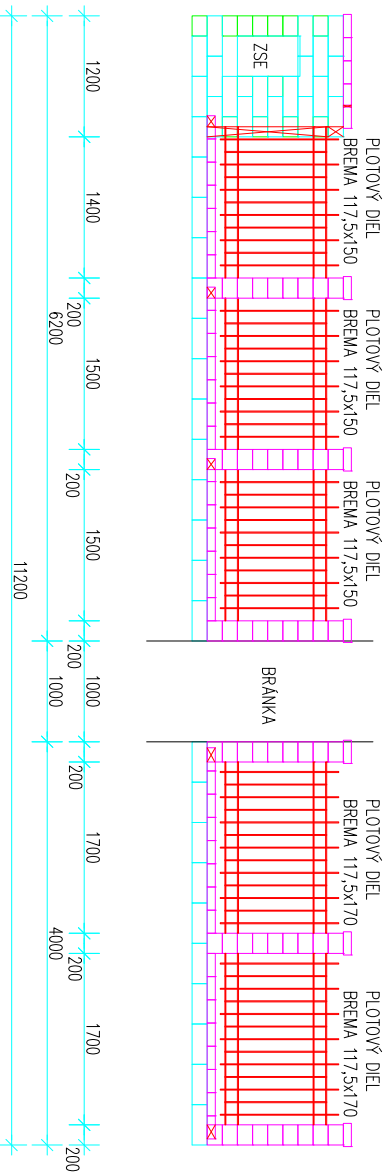 PLOTOVÝ DIEL
BREMA 117,5x150
PLOTOVÝ DIEL
BREMA 117,5x150
PLOTOVÝ DIEL
BREMA 117,5x150
PLOTOVÝ DIEL
BREMA 117,5x170
PLOTOVÝ DIEL
BREMA 117,5x170
ZSE
BRÁNKA
1200
1400
200
1500
200
1500
200
1000
200
1700
200
1700
200
6200
1000
4000
11200